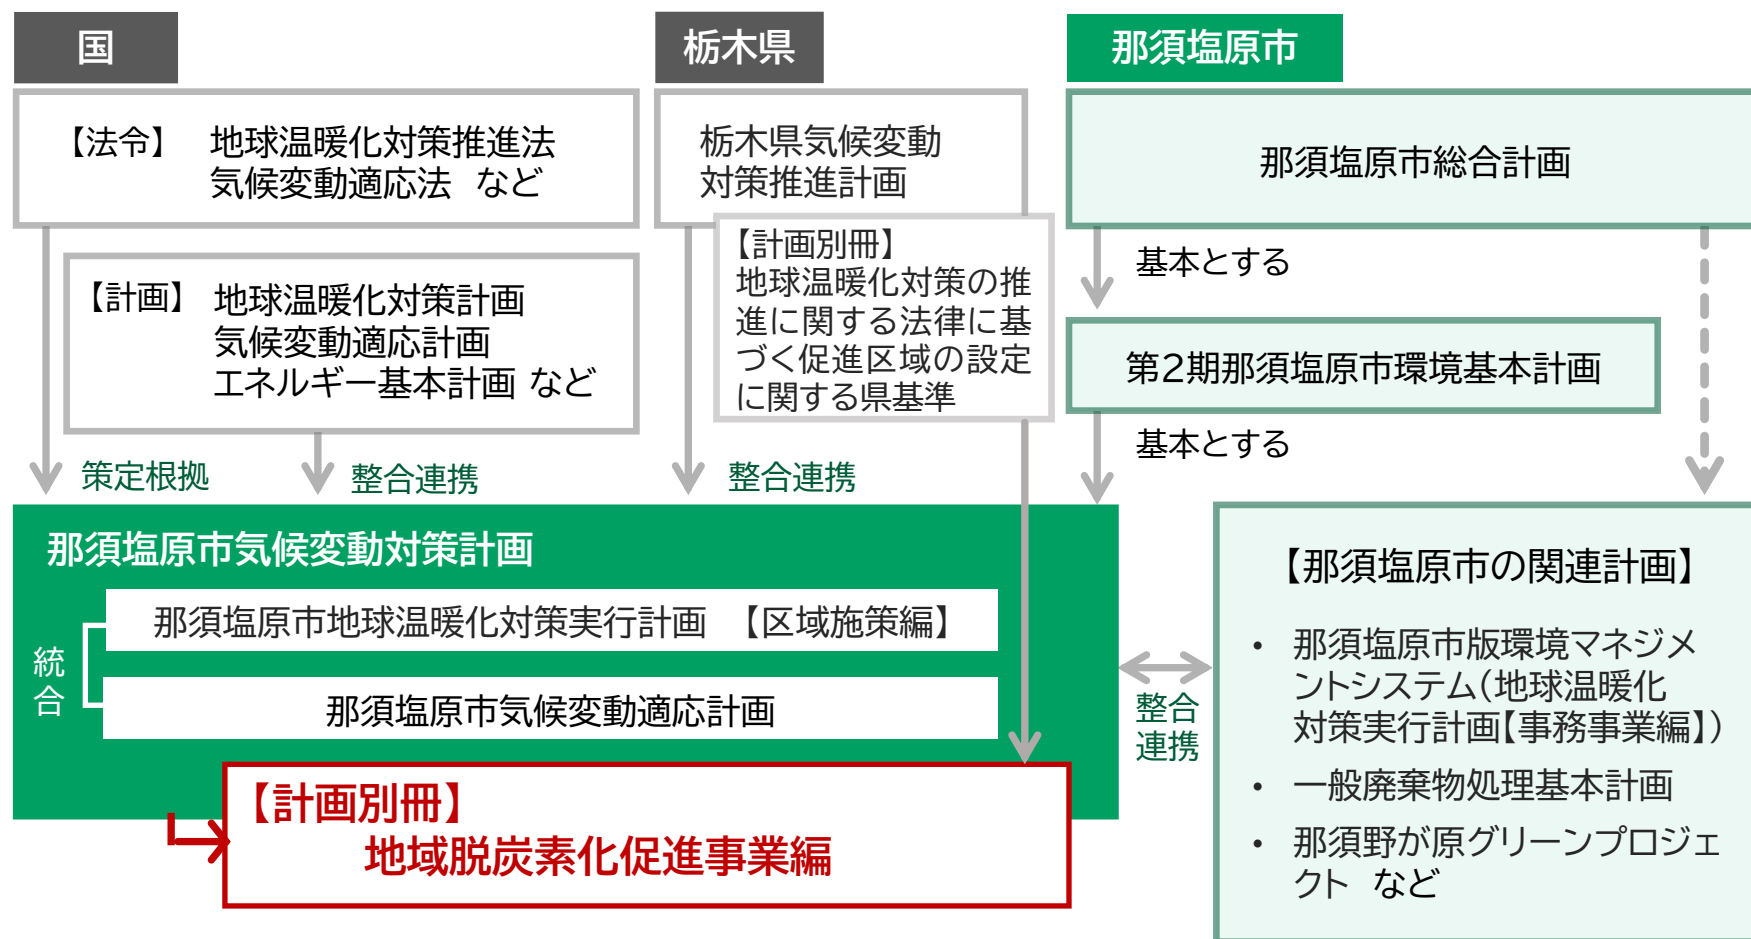 国
【法令】 地球温暖化対策推進法
気候変動適応法 など
【計画】 地球温暖化対策計画
気候変動適応計画
エネルギー基本計画 など
策定根拠
整合連携
栃木県
栃木県気候変動
対策推進計画
【計画別冊】
地球温暖化対策の推
進に関する法律に基
づく促進区域の設定
に関する県基準
整合連携
那須塩原市
那須塩原市総合計画
基本とする
第2期那須塩原市環境基本計画
基本とする
那須塩原市気候変動対策計画
統合
那須塩原市地球温暖化対策実行計画 【区域施策編】
那須塩原市気候変動適応計画
【計画別冊】
地域脱炭素化促進事業編
整合
連携
【那須塩原市の関連計画】
• 那須塩原市版環境マネジメ
ントシステム(地球温暖化
対策実行計画【事務事業編】)
• 一般廃棄物処理基本計画
• 那須野が原グリーンプロジェ
クト など